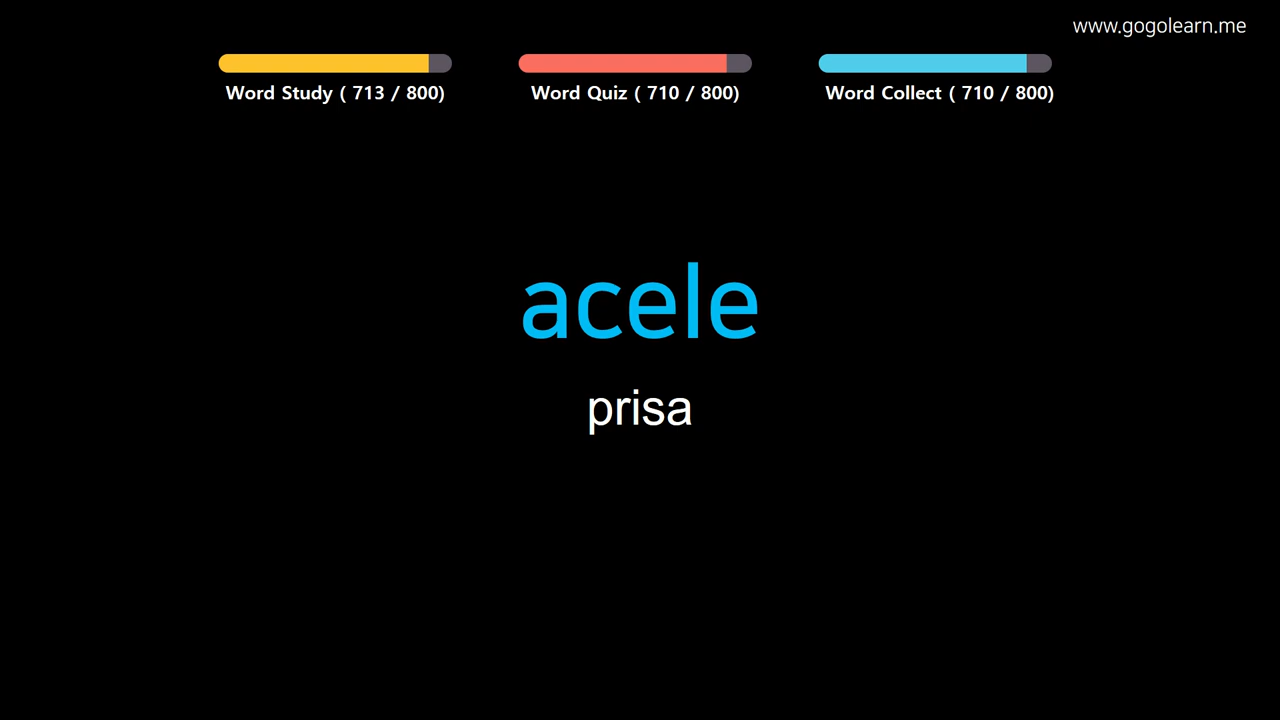 www.gogolearn.me
Word Study ( 713 / 800)
Word Quiz ( 710 / 800)
Word Collect ( 710 / 800)
acele
prisa